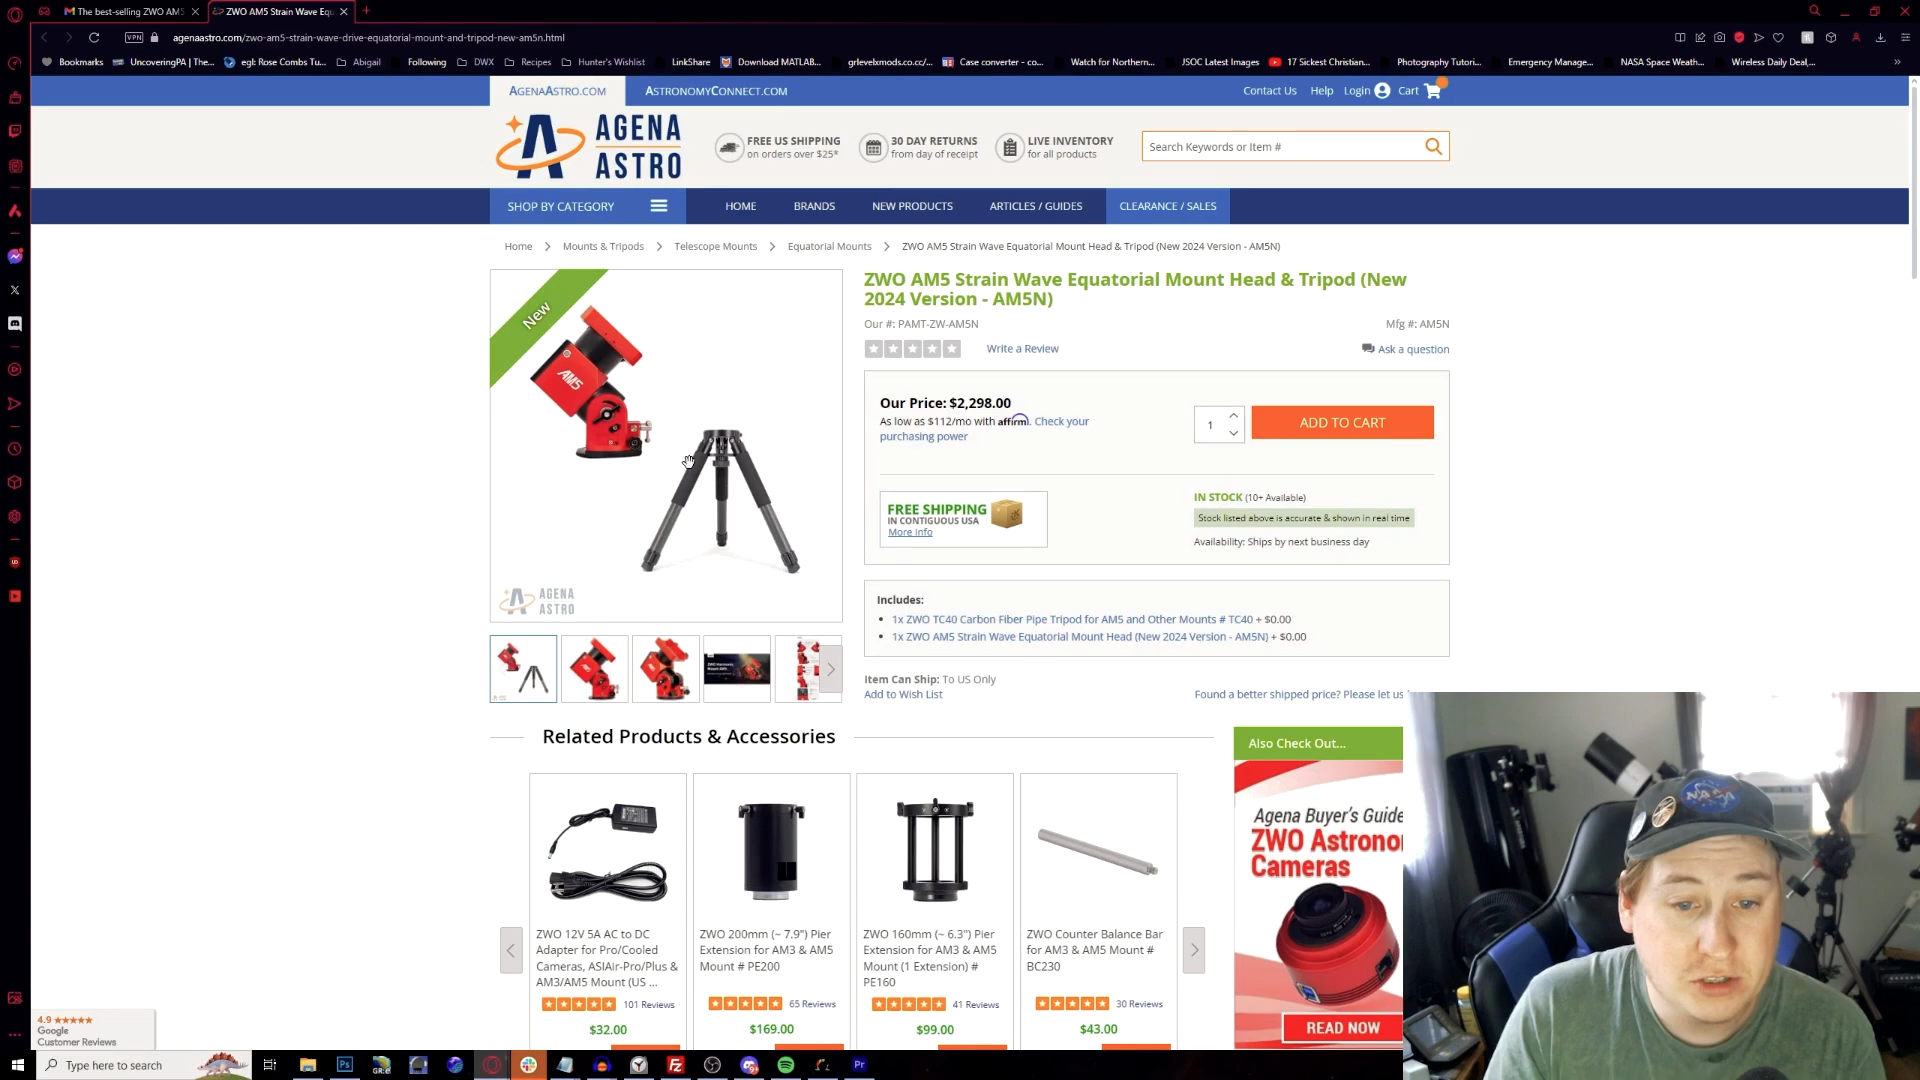 The best-selling ZWO AM5
ZWO AM5 Strain Wave Equ
VPN
agenaastro.com/zwo-am5-strain-wave-drive-equatorial-mount-and-tripod-new-am5n.html
Bookmarks
UncoveringPA | The...
egl: Rose Combs Tu...
Abigail
Following
DWX
Recipes
Hunter's Wishlist
LinkShare
Download MATLAB...
grlevelxmods.co.cc/...
Case converter - co...
Watch for Northern...
JSOC Latest Images
17 Sickest Christian...
Photography Tutori...
Emergency Manage...
NASA Space Weath...
Wireless Daily Deal,...
AGENAASTRO.COM
ASTRONOMYCONNECT.COM
Contact Us
Help
Login
Cart
AGENA
ASTRO
FREE US SHIPPING
on orders over $25*
30 DAY RETURNS
from day of receipt
LIVE INVENTORY
for all products
Search Keywords or Item #
SHOP BY CATEGORY
HOME
BRANDS
NEW PRODUCTS
ARTICLES / GUIDES
CLEARANCE / SALES
Home > Mounts & Tripods > Telescope Mounts > Equatorial Mounts > ZWO AM5 Strain Wave Equatorial Mount Head & Tripod (New 2024 Version - AM5N)
New
AM5
AGENA
ASTRO
ZWO AM5 Strain Wave Equatorial Mount Head & Tripod (New
2024 Version - AM5N)
Our #: PAMT-ZW-AM5N
Mfg #: AM5N
Write a Review
Ask a question
Our Price: $2,298.00
As low as $112/mo with affirm. Check your
purchasing power
1
ADD TO CART
FREE SHIPPING
IN CONTIGUOUS USA
More Info
IN STOCK (10+ Available)
Stock listed above is accurate & shown in real time
Availability: Ships by next business day
Includes:
1x ZWO TC40 Carbon Fiber Pipe Tripod for AM5 and Other Mounts # TC40 + $0.00
1x ZWO AM5 Strain Wave Equatorial Mount Head (New 2024 Version - AM5N) + $0.00
Item Can Ship: To US Only
Add to Wish List
Found a better shipped price? Please let us
Related Products & Accessories
ZWO 12V 5A AC to DC
Adapter for Pro/Cooled
Cameras, ASIAir-Pro/Plus &
AM3/AM5 Mount (US ...
101 Reviews
$32.00
ZWO 200mm (~ 7.9") Pier
Extension for AM3 & AM5
Mount # PE200
65 Reviews
$169.00
ZWO 160mm (~ 6.3") Pier
Extension for AM3 & AM5
Mount (1 Extension) #
PE160
41 Reviews
$99.00
ZWO Counter Balance Bar
for AM3 & AM5 Mount #
BC230
30 Reviews
$43.00
Also Check Out...
Agena Buyer's Guide
ZWO Astrono
Cameras
READ NOW
NASA
4.9
Google
Customer Reviews
Type here to search